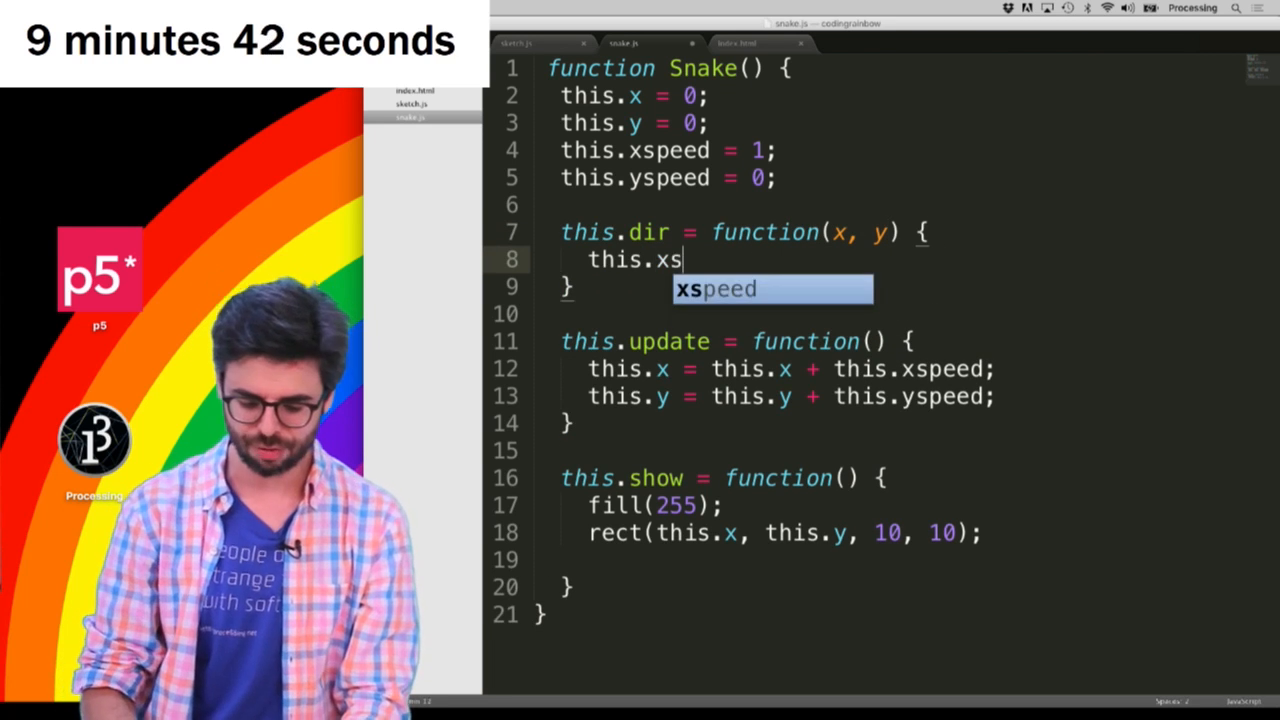 9 minutes 42 seconds
Processing
snake.js — codingrainbow
sketch.js
snake.js
index.html
index.html
sketch.js
snake.js
1 function Snake() {
2 this.x = 0;
3 this.y = 0;
4 this.xspeed = 1;
5 this.yspeed = 0;
6
7 this.dir = function(x, y) {
8 this.xs
xspeed
9 }
10
11 this.update = function() {
12 this.x = this.x + this.xspeed;
13 this.y = this.y + this.yspeed;
14 }
15
16 this.show = function() {
17 fill(255);
18 rect(this.x, this.y, 10, 10);
19
20 }
21 }
p5*
p5
Processing
people
trange
with soft
Spaces: 2
JavaScript